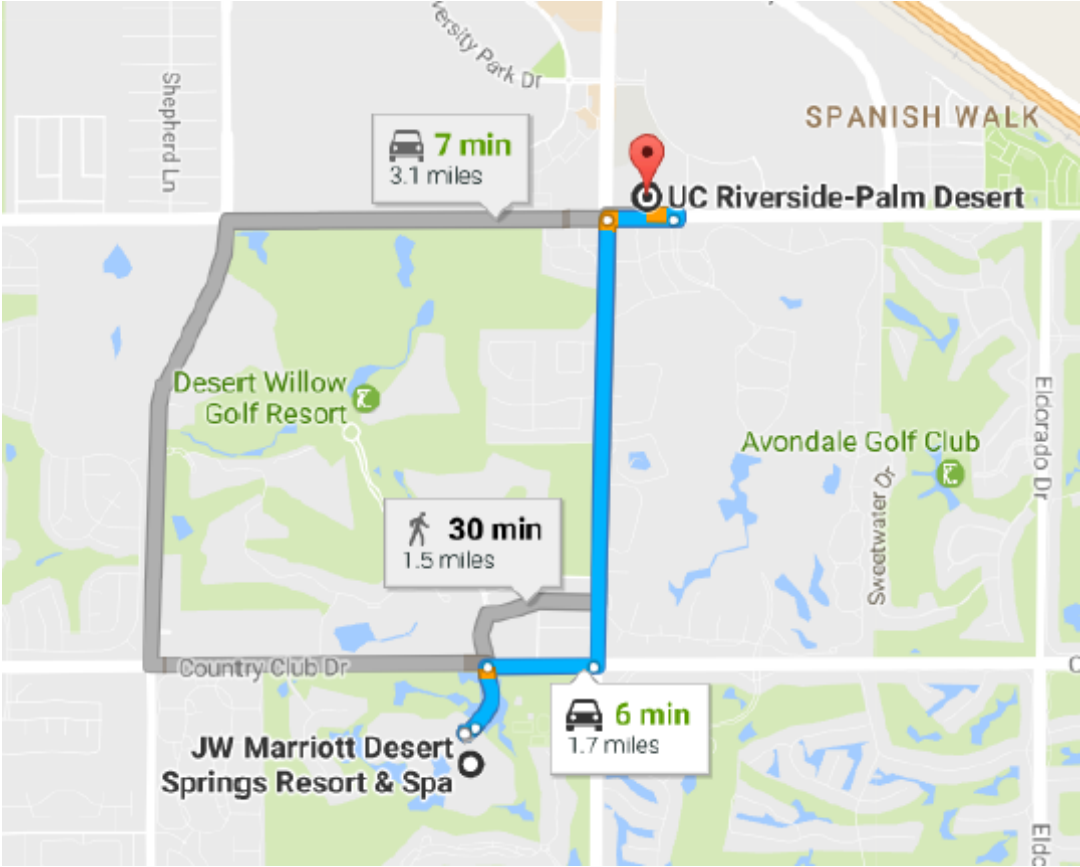 ersity Park Dr
Shepherd Ln
SPANISH WALK
7 min
3.1 miles
UC Riverside-Palm Desert
Desert Willow
Golf Resort
Eldorado Dr
Avondale Golf Club
Sweetwater Dr
30 min
1.5 miles
Country Club Dr
C
6 min
1.7 miles
JW Marriott Desert
Springs Resort & Spa
Eldo